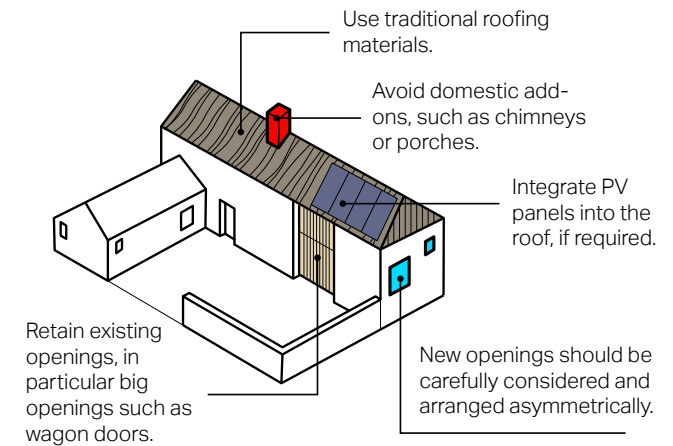 Use traditional roofing
materials.
Avoid domestic add-
ons, such as chimneys
or porches.
Integrate PV
panels into the
roof, if required.
Retain existing
openings, in
particular big
openings such as
wagon doors.
New openings should be
carefully considered and
arranged asymmetrically.